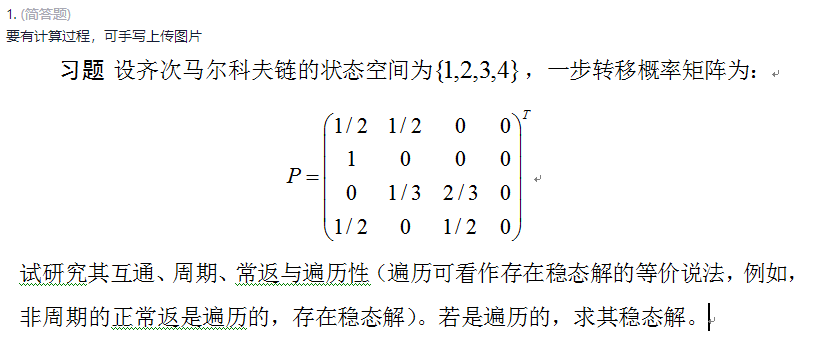 1. (简答题)
要有计算过程，可手写上传图片
习题 设齐次马尔科夫链的状态空间为{1,2,3,4}，一步转移概率矩阵为：
T
1/2 1/2 0 0
1 0 0 0
P =
0 1/3 2/3 0
1/2 0 1/2 0
试研究其互通、周期、常返与遍历性（遍历可看作存在稳态解的等价说法，例如，
非周期的正常返是遍历的，存在稳态解）。若是遍历的，求其稳态解。